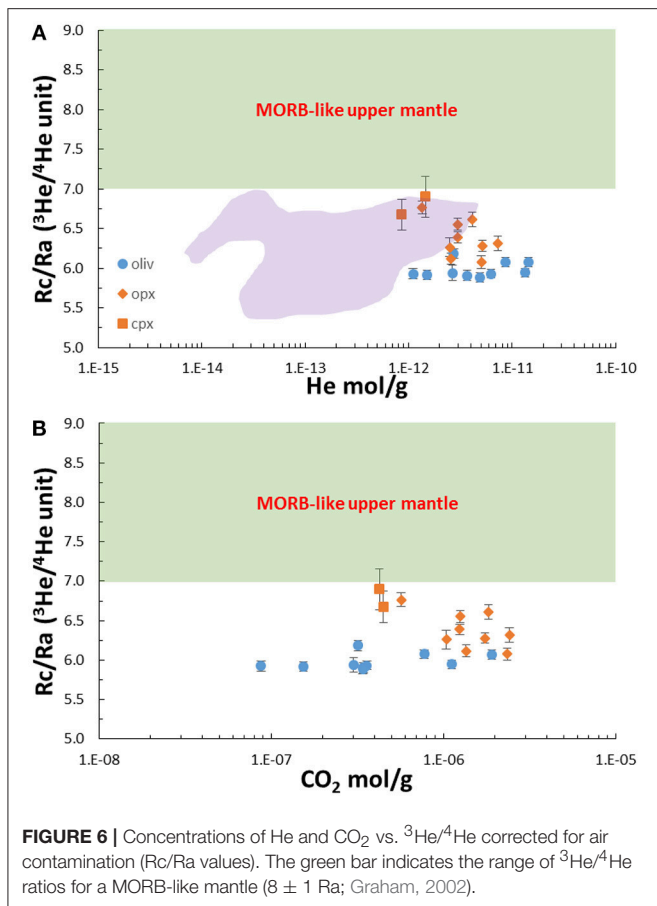 A
9.0
8.5
8.0
7.5
7.0
6.5
6.0
5.5
5.0
Rc/Ra (³He/⁴He unit)
MORB-like upper mantle
oliv
opx
cpx
1.E-15
1.E-14
1.E-13
1.E-12
1.E-11
1.E-10
He mol/g
B
9.0
8.5
8.0
7.5
7.0
6.5
6.0
5.5
5.0
Rc/Ra (³He/⁴He unit)
MORB-like upper mantle
1.E-08
1.E-07
1.E-06
1.E-05
CO₂ mol/g
FIGURE 6 | Concentrations of He and CO₂ vs. ³He/⁴He corrected for air
contamination (Rc/Ra values). The green bar indicates the range of ³He/⁴He
ratios for a MORB-like mantle (8 ± 1 Ra; Graham, 2002).